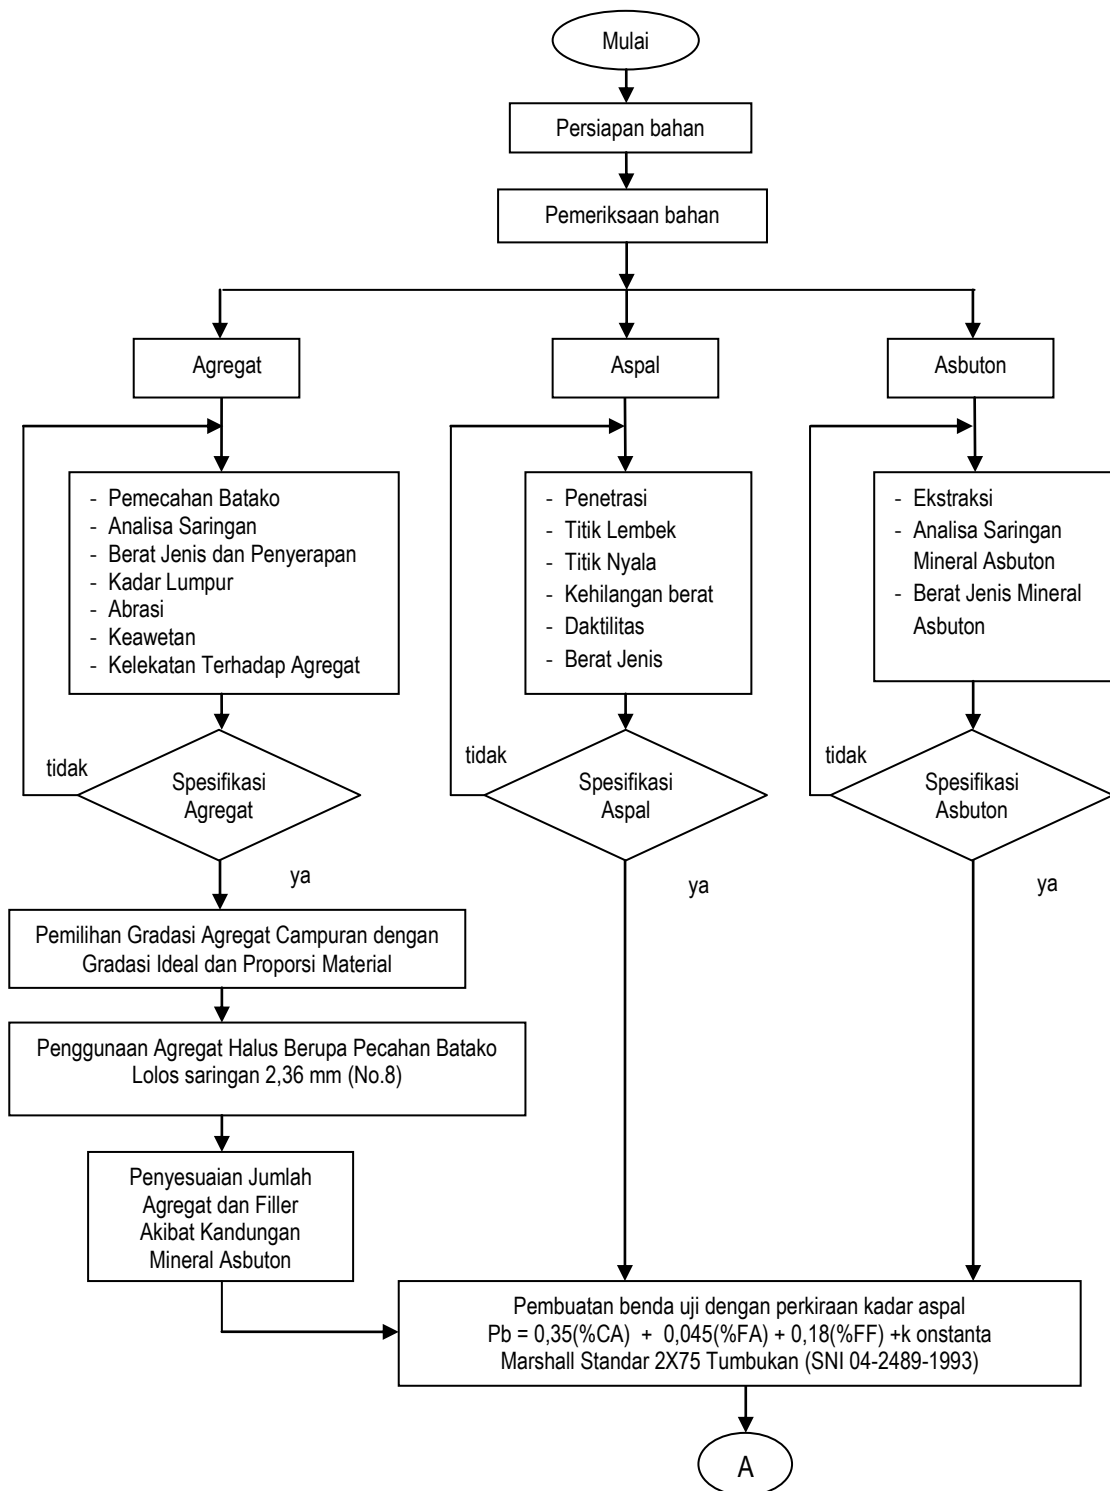 Mulai
Persiapan bahan
Pemeriksaan bahan
Agregat
Aspal
Asbuton
- Pemecahan Batako
- Analisa Saringan
- Berat Jenis dan Penyerapan
- Kadar Lumpur
- Abrasi
- Keawetan
- Kelekatan Terhadap Agregat
- Penetrasi
- Titik Lembek
- Titik Nyala
- Kehilangan berat
- Daktilitas
- Berat Jenis
- Ekstraksi
- Analisa Saringan
Mineral Asbuton
- Berat Jenis Mineral
Asbuton
tidak
Spesifikasi
Agregat
ya
tidak
Spesifikasi
Aspal
ya
tidak
Spesifikasi
Asbuton
ya
Pemilihan Gradasi Agregat Campuran dengan
Gradasi Ideal dan Proporsi Material
Penggunaan Agregat Halus Berupa Pecahan Batako
Lolos saringan 2,36 mm (No.8)
Penyesuaian Jumlah
Agregat dan Filler
Akibat Kandungan
Mineral Asbuton
Pembuatan benda uji dengan perkiraan kadar aspal
Pb = 0,35(%CA) + 0,045(%FA) + 0,18(%FF) +k onstanta
Marshall Standar 2X75 Tumbukan (SNI 04-2489-1993)
A